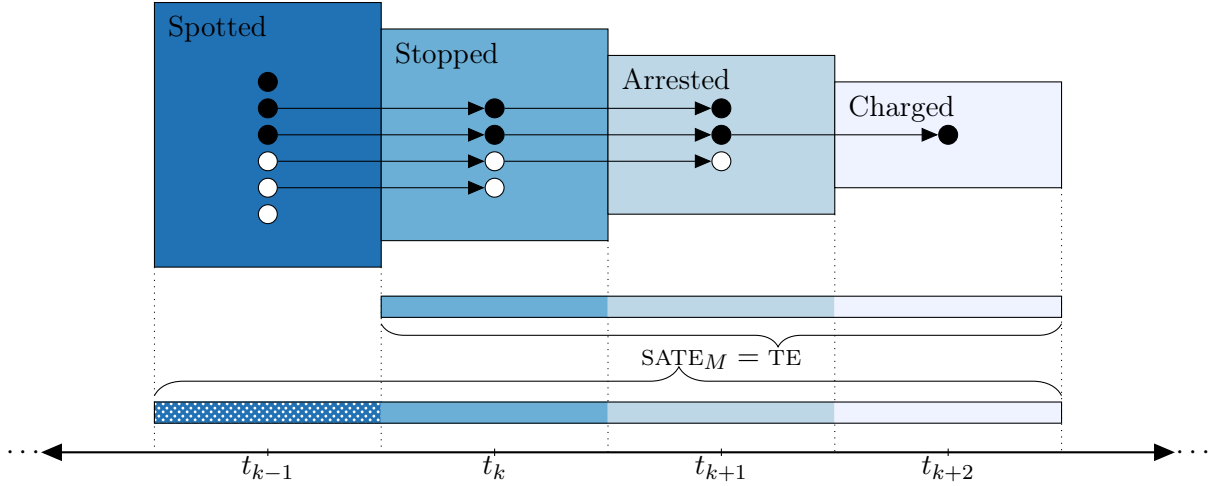 Spotted
Stopped
Arrested
Charged
SATE_M = TE
··· t_{k−1} t_k t_{k+1} t_{k+2} ···